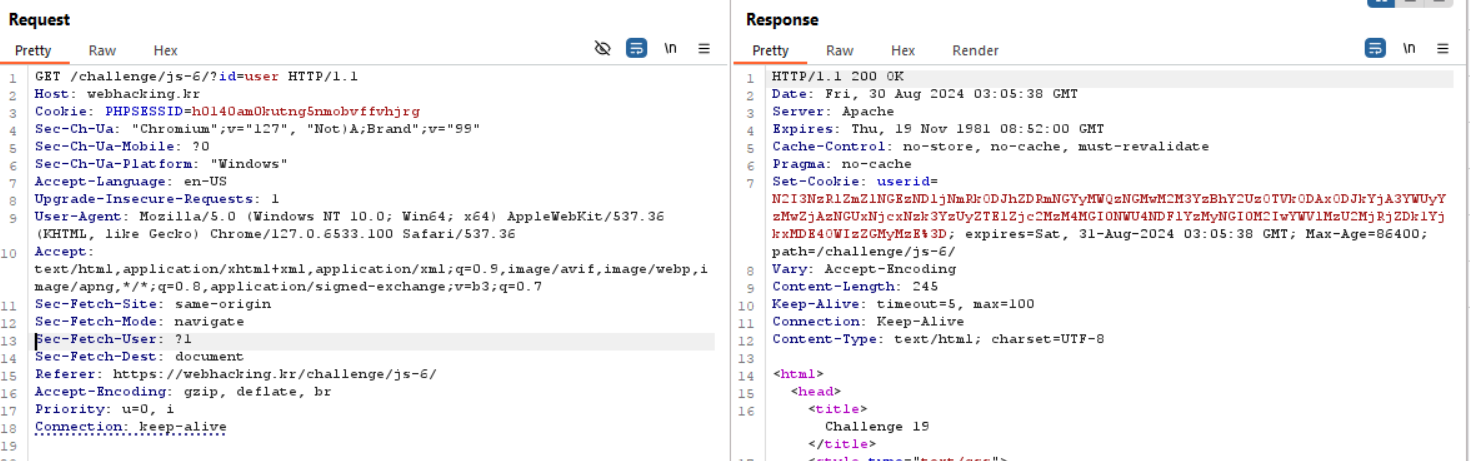 Request
Response
Pretty Raw Hex \n
Pretty Raw Hex Render \n
1 GET /challenge/js-6/?id=user HTTP/1.1
2 Host: webhacking.kr
3 Cookie: PHPSESSID=h0l40am0kutng5nmobvffvhjrg
4 Sec-Ch-Ua: "Chromium";v="127", "Not)A;Brand";v="99"
5 Sec-Ch-Ua-Mobile: ?0
6 Sec-Ch-Ua-Platform: "Windows"
7 Accept-Language: en-US
8 Upgrade-Insecure-Requests: 1
9 User-Agent: Mozilla/5.0 (Windows NT 10.0; Win64; x64) AppleWebKit/537.36
(KHTML, like Gecko) Chrome/127.0.6533.100 Safari/537.36
10 Accept:
text/html,application/xhtml+xml,application/xml;q=0.9,image/avif,image/webp,i
mage/apng,*/*;q=0.8,application/signed-exchange;v=b3;q=0.7
11 Sec-Fetch-Site: same-origin
12 Sec-Fetch-Mode: navigate
13 Sec-Fetch-User: ?1
14 Sec-Fetch-Dest: document
15 Referer: https://webhacking.kr/challenge/js-6/
16 Accept-Encoding: gzip, deflate, br
17 Priority: u=0, i
18 Connection: keep-alive
19
1 HTTP/1.1 200 OK
2 Date: Fri, 30 Aug 2024 03:05:38 GMT
3 Server: Apache
4 Expires: Thu, 19 Nov 1981 08:52:00 GMT
5 Cache-Control: no-store, no-cache, must-revalidate
6 Pragma: no-cache
7 Set-Cookie: userid=
N2I3NzRlZmZlNGEzNDljNmRkODJhZDRmNGYyMWQzNGMwM2M3YzBhY2UzOTVkODAxODJkYjA3YWUyY
zMwZjAzNGUxNjcxNzk3YzUyZTE1Zjc2MzM4MGI0NWU4NDFlYzMyNGI0M2IwYWVlMzU2MjRjZDk1Yj
kxMDE4OWIzZGMyMzE%3D; expires=Sat, 31-Aug-2024 03:05:38 GMT; Max-Age=86400;
path=/challenge/js-6/
8 Vary: Accept-Encoding
9 Content-Length: 245
10 Keep-Alive: timeout=5, max=100
11 Connection: Keep-Alive
12 Content-Type: text/html; charset=UTF-8
13
14 <html>
15 <head>
16 <title>
Challenge 19
</title>
<style type="text/css">